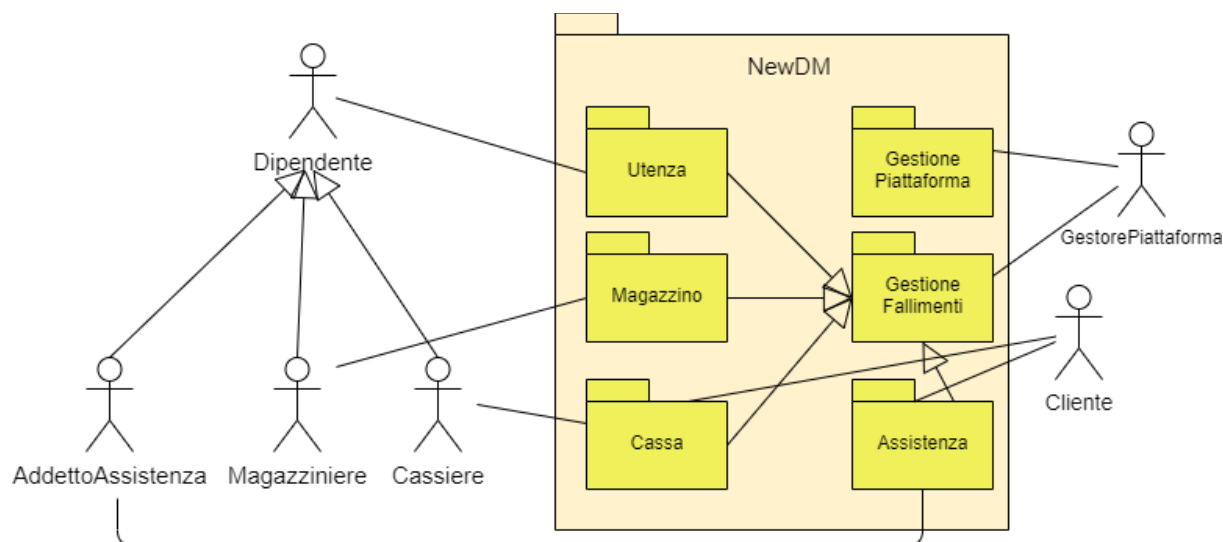 NewDM
Dipendente
Utenza
Gestione
Piattaforma
GestorePiattaforma
Magazzino
Gestione
Fallimenti
Cliente
AddettoAssistenza
Magazziniere
Cassiere
Cassa
Assistenza